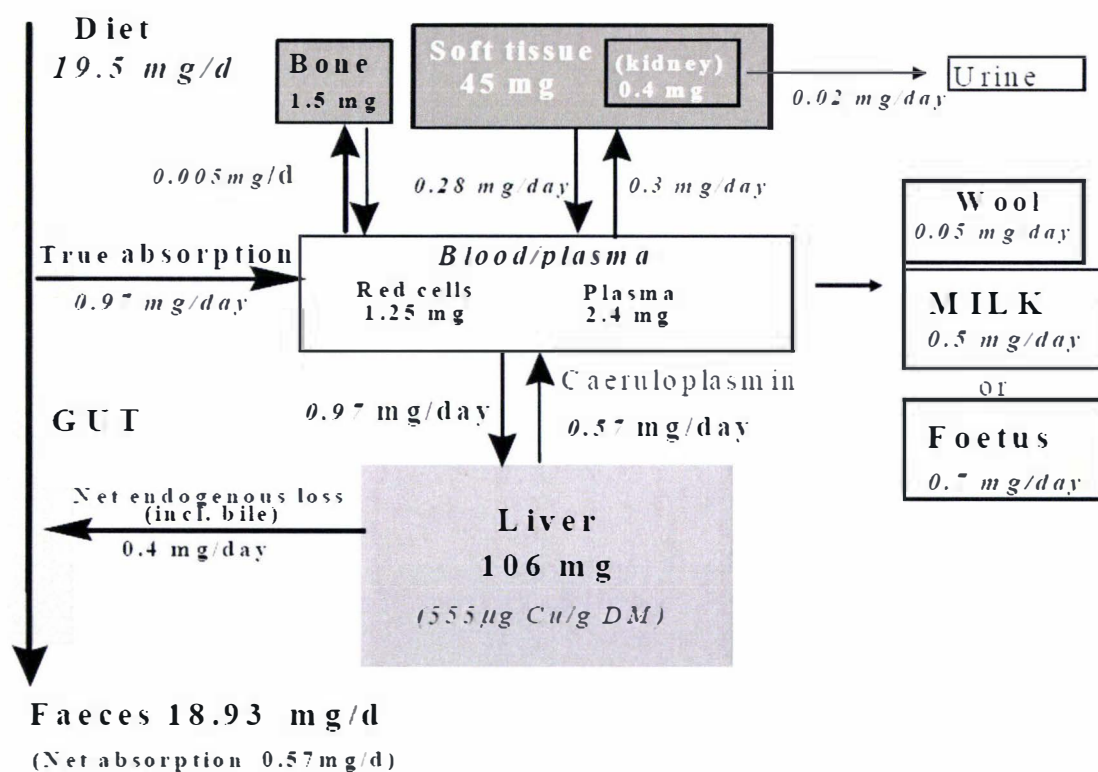 Diet
19.5 mg/d
Bone
1.5 mg
Soft tissue
45 mg
(kidney)
0.4 mg
0.02 mg/day
Urine
0.005mg/d
0.28 mg/day
0.3 mg/day
True absorption
0.97 mg/day
Blood/plasma
Red cells
1.25 mg
Plasma
2.4 mg
Wool
0.05 mg day
MILK
0.5 mg/day
or
Foetus
0.7 mg/day
GUT
0.97 mg/day
Caeruloplasmin
0.57 mg/day
Net endogenous loss
(incl. bile)
0.4 mg/day
Liver
106 mg
(555µg Cu/g DM)
Faeces 18.93 mg/d
(Net absorption 0.57mg/d)